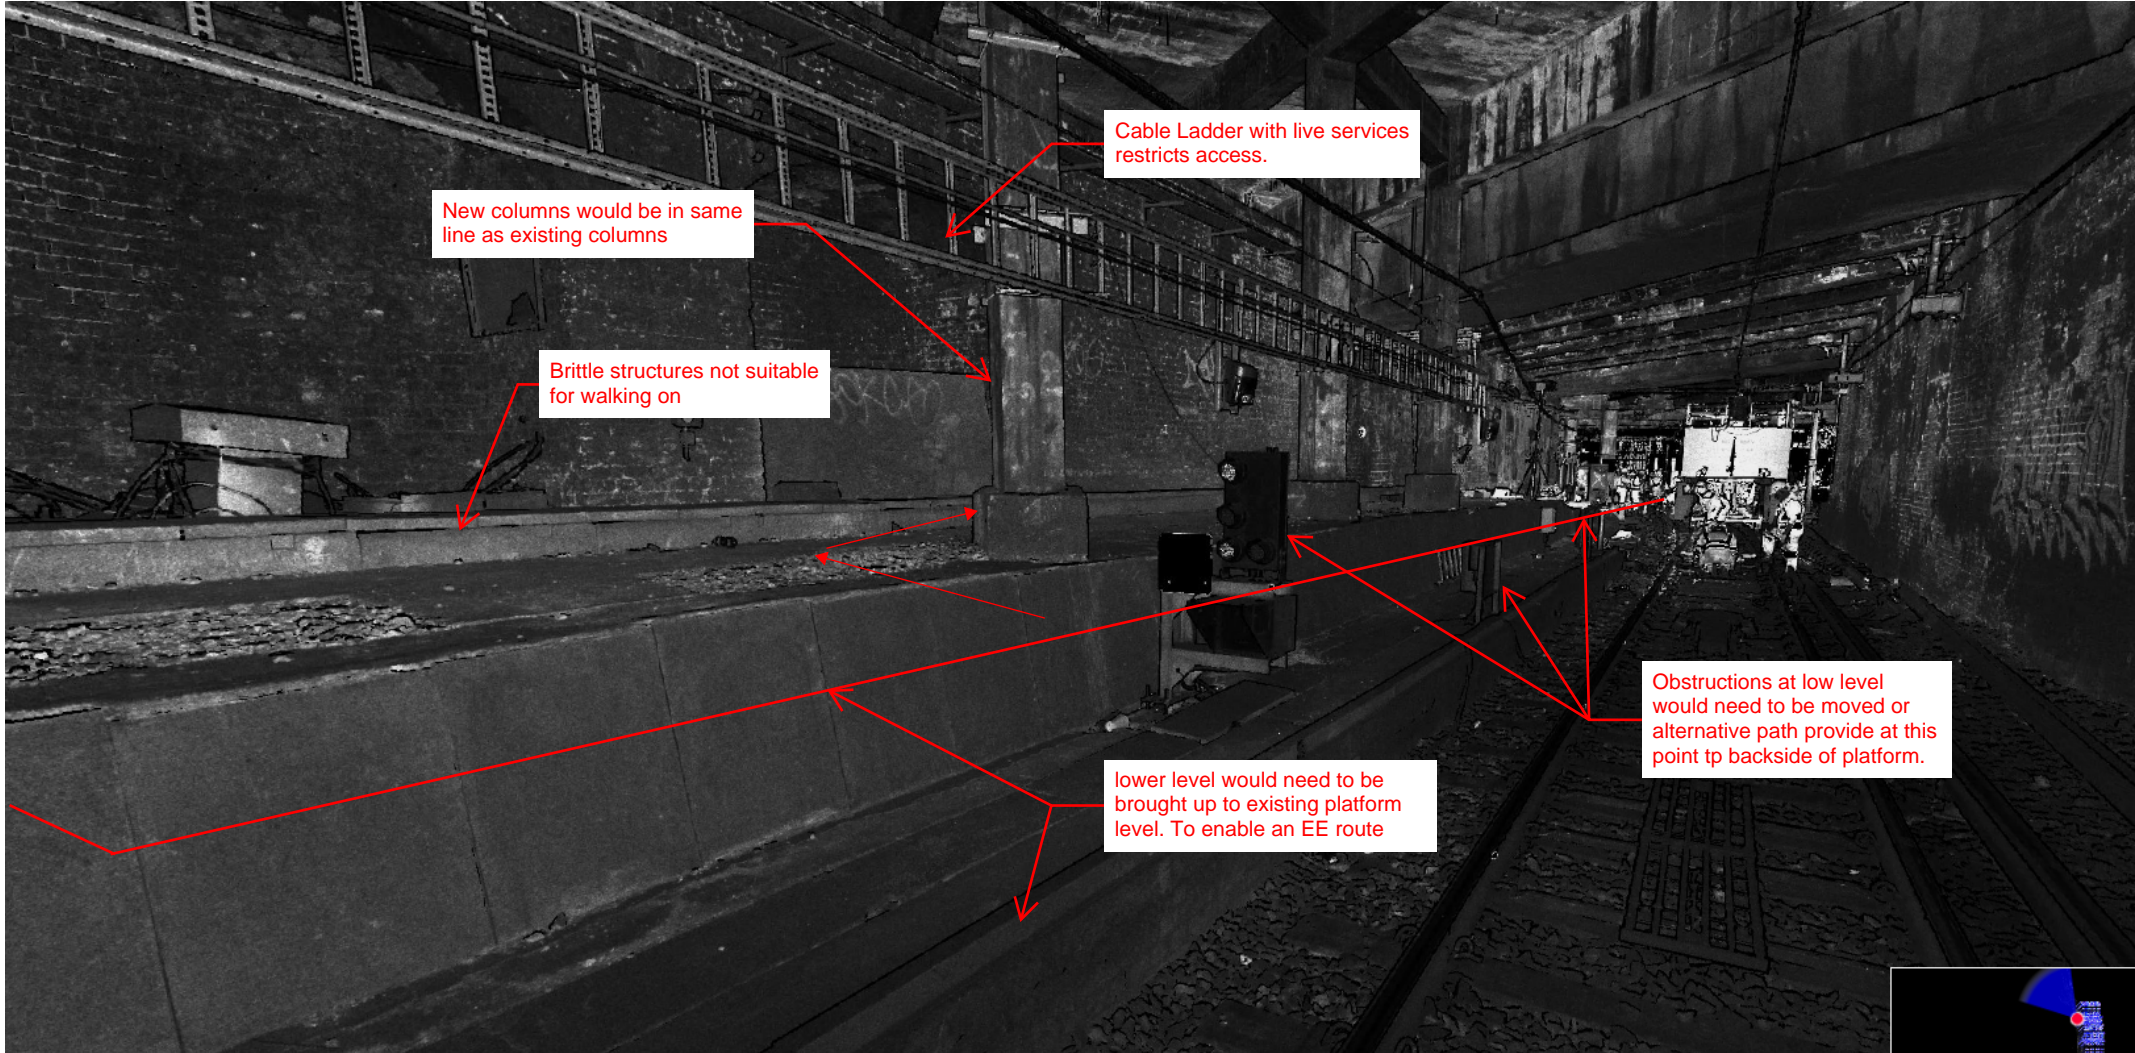 Cable Ladder with live services
restricts access.
New columns would be in same
line as existing columns
Brittle structures not suitable
for walking on
Obstructions at low level
would need to be moved or
alternative path provide at this
point tp backside of platform.
lower level would need to be
brought up to existing platform
level. To enable an EE route